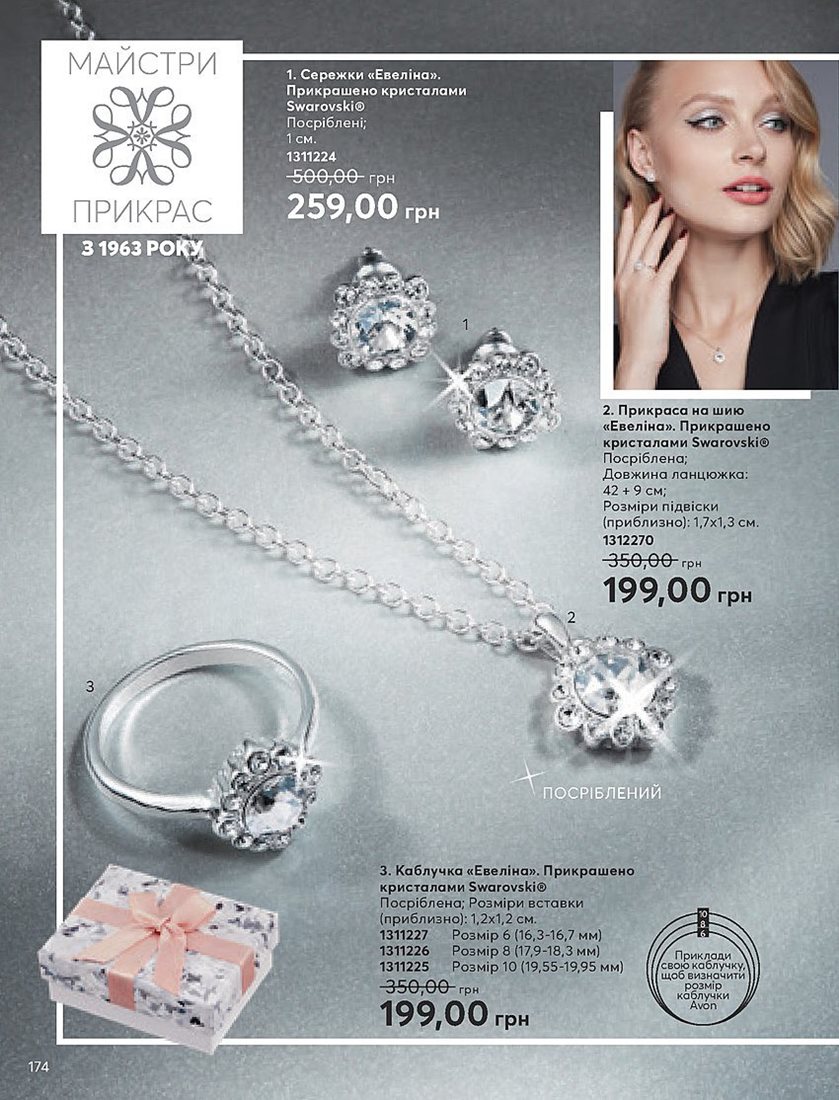 МАЙСТРИ
ПРИКРАС
З 1963 РОКУ
1. Сережки «Евеліна».
Прикрашено кристалами
Swarovski®
Посріблені;
1 см.
1311224
500,00 грн
259,00 грн
1
2. Прикраса на шию
«Евеліна». Прикрашено
кристалами Swarovski®
Посріблена;
Довжина ланцюжка:
42 + 9 см;
Розміри підвіски
(приблизно): 1,7х1,3 см.
1312270
350,00 грн
199,00 грн
2
3
ПОСРІБЛЕНИЙ
3. Каблучка «Евеліна». Прикрашено
кристалами Swarovski®
Посріблена; Розміри вставки
(приблизно): 1,2х1,2 см.
1311227 Розмір 6 (16,3-16,7 мм)
1311226 Розмір 8 (17,9-18,3 мм)
1311225 Розмір 10 (19,55-19,95 мм)
350,00 грн
199,00 грн
10
8
6
Приклади
свою каблучку,
щоб визначити
розмір
каблучки
Avon
174